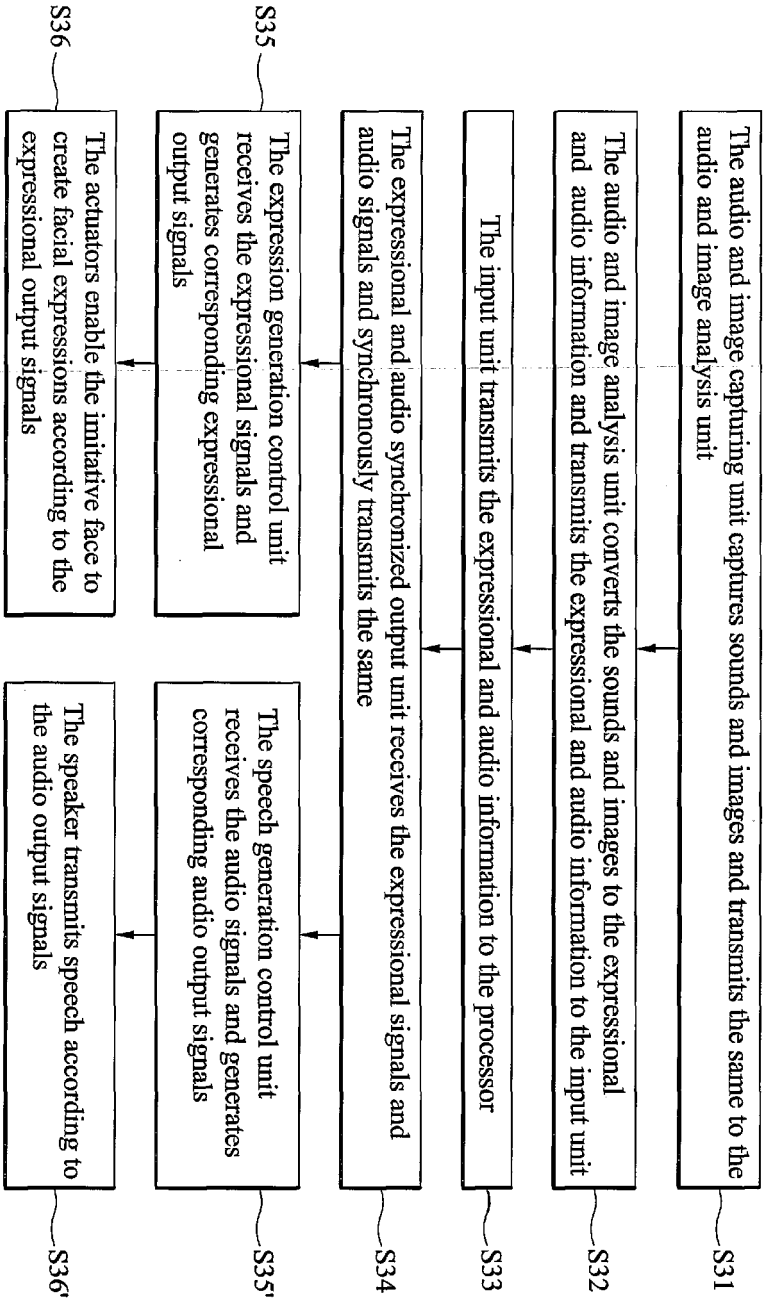 The audio and image capturing unit captures sounds and images and transmits the same to the
audio and image analysis unit
S31
The audio and image analysis unit converts the sounds and images to the expressional
and audio information and transmits the expressional and audio information to the input unit
S32
The input unit transmits the expressional and audio information to the processor
S33
The expressional and audio synchronized output unit receives the expressional signals and
audio signals and synchronously transmits the same
S34
S35
The expression generation control unit
receives the expressional signals and
generates corresponding expressional
output signals
The speech generation control unit
receives the audio signals and generates
corresponding audio output signals
S35'
S36
The actuators enable the imitative face to
create facial expressions according to the
expressional output signals
The speaker transmits speech according to
the audio output signals
S36'